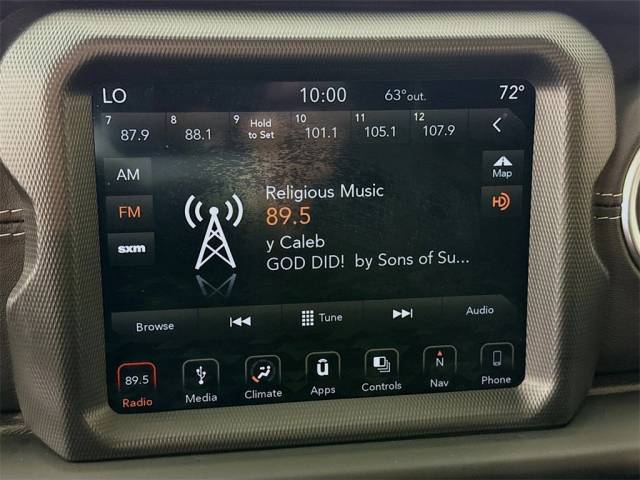 LO 10:00 63°out. 72°
7 8 9 Hold to Set 10 11 12
87.9 88.1 101.1 105.1 107.9
AM
Map
FM
HD
sxm
Religious Music
89.5
y Caleb
GOD DID! by Sons of Su...
Browse Tune Audio
89.5 ū N
Radio Media Climate Apps Controls Nav Phone